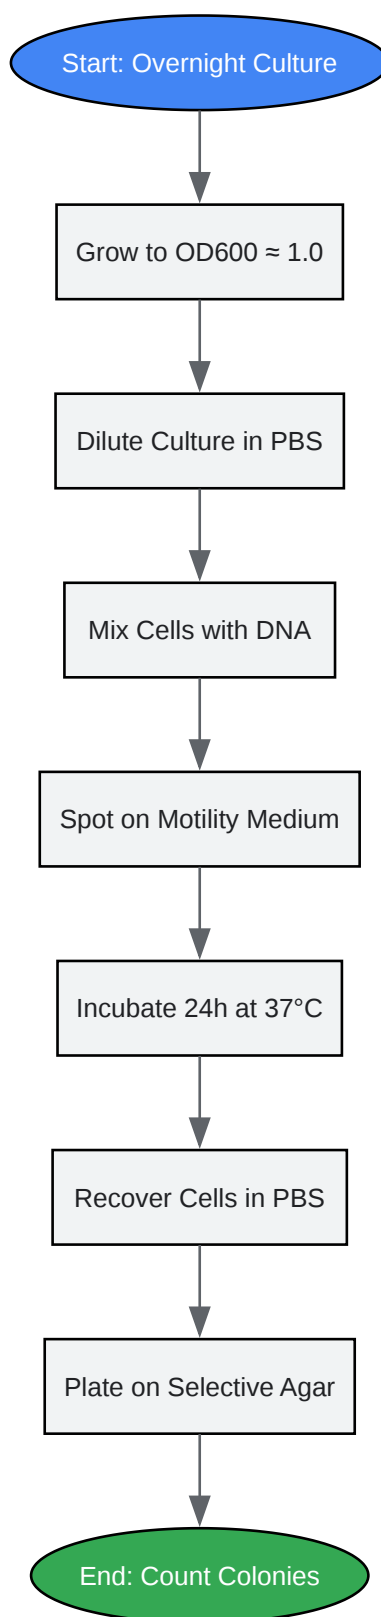 Start: Overnight Culture
Grow to OD600 ≈ 1.0
Dilute Culture in PBS
Mix Cells with DNA
Spot on Motility Medium
Incubate 24h at 37°C
Recover Cells in PBS
Plate on Selective Agar
End: Count Colonies